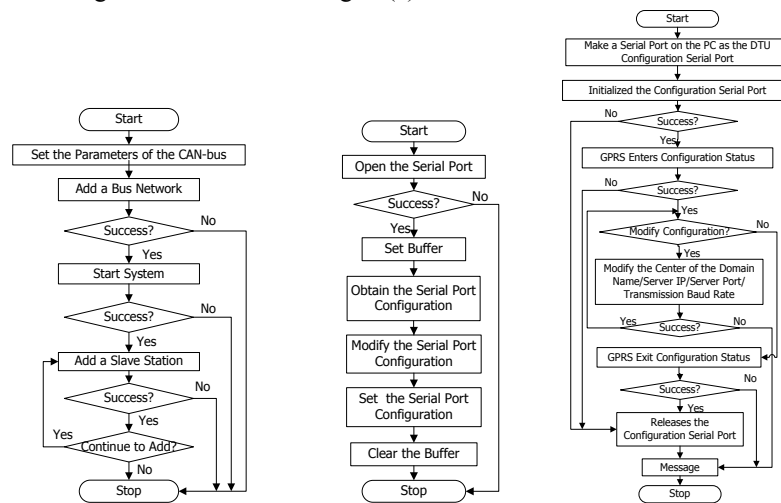 Start
Set the Parameters of the CAN-bus
Add a Bus Network
Success?
No
Yes
Start System
Success?
No
Yes
Add a Slave Station
Success?
No
Yes
Yes
Continue to Add?
No
Stop
Start
Open the Serial Port
Success?
No
Yes
Set Buffer
Obtain the Serial Port
Configuration
Modify the Serial Port
Configuration
Set the Serial Port
Configuration
Clear the Buffer
Stop
Start
Make a Serial Port on the PC as the DTU
Configuration Serial Port
Initialized the Configuration Serial Port
No
Success?
Yes
GPRS Enters Configuration Status
No
Success?
Yes
Modify Configuration?
No
Yes
Modify the Center of the Domain
Name/Server IP/Server Port/
Transmission Baud Rate
Yes
Success?
No
GPRS Exit Configuration Status
Success?
No
Yes
Releases the
Configuration Serial Port
Message
Stop